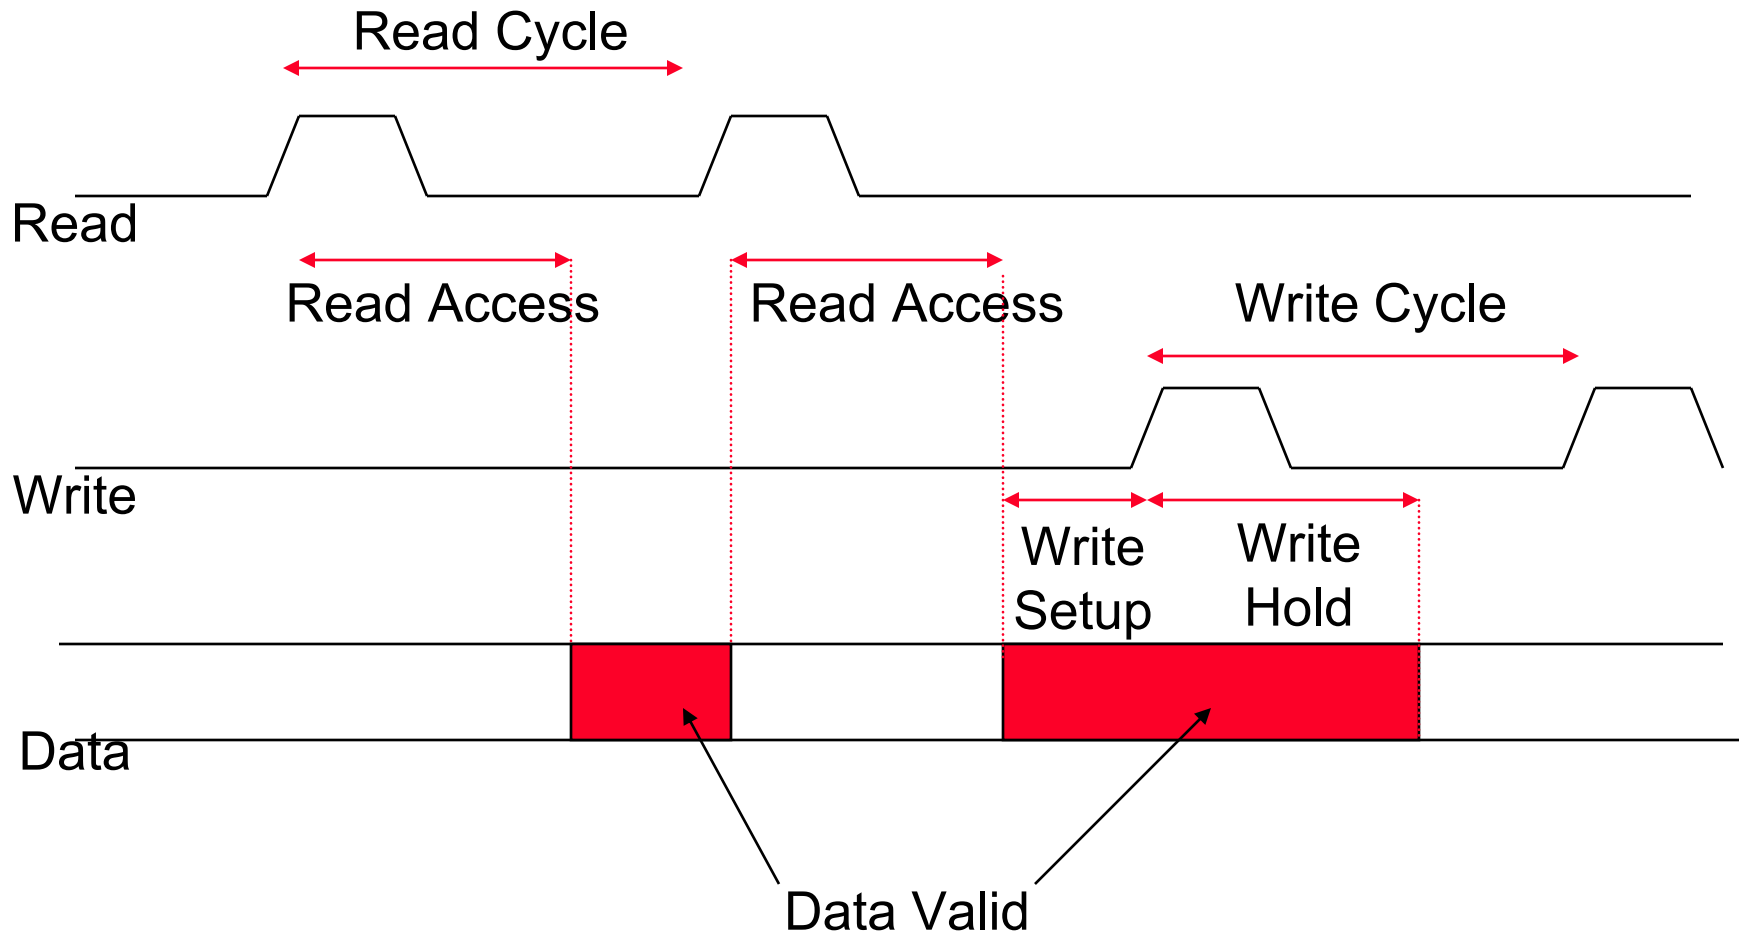 Read Cycle
Read
Read Access
Read Access
Write Cycle
Write
Write
Setup
Write
Hold
Data
Data Valid